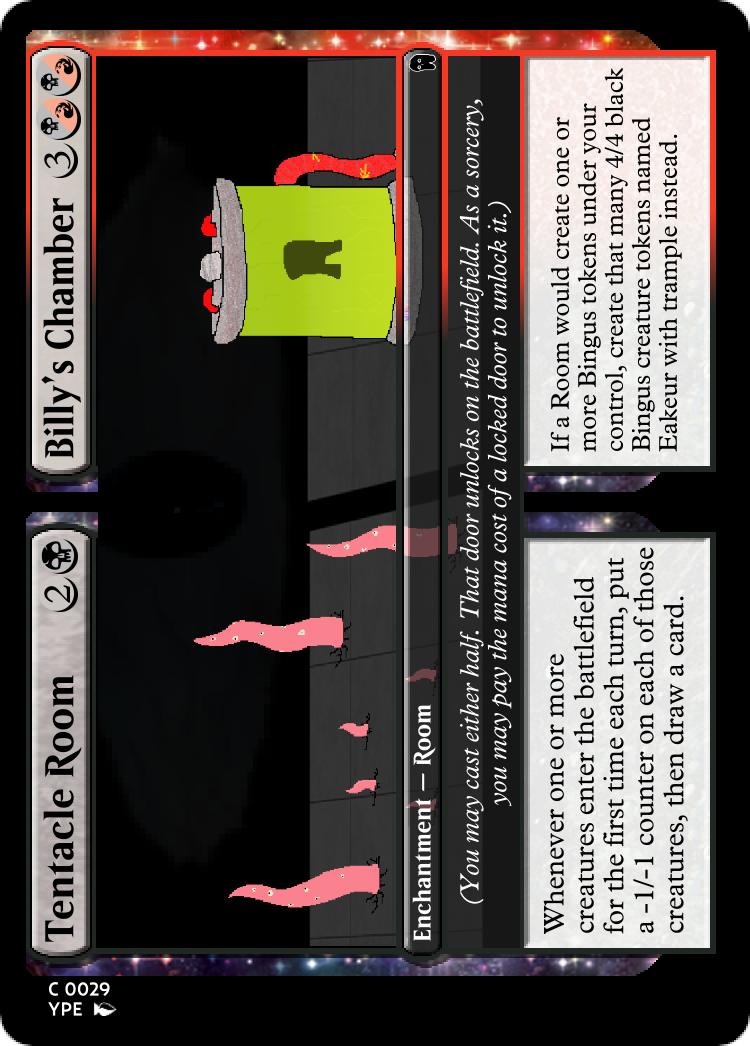 Tentacle Room 2
Billy's Chamber 3
Enchantment — Room
(You may cast either half. That door unlocks on the battlefield. As a sorcery,
you may pay the mana cost of a locked door to unlock it.)
Whenever one or more
creatures enter the battlefield
for the first time each turn, put
a -1/-1 counter on each of those
creatures, then draw a card.
If a Room would create one or
more Bingus tokens under your
control, create that many 4/4 black
Bingus creature tokens named
Eakeur with trample instead.
C 0029
YPE